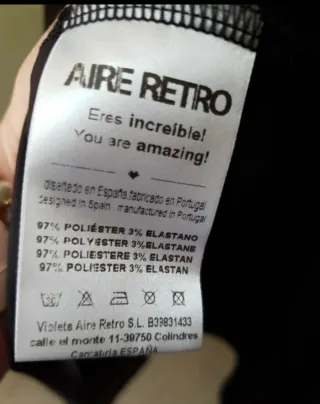 AIRE RETRO
Eres increible!
You are amazing!
diseñado en España,fabricado en Portugal
designed in Spain . manufactured in Portugal
97% POLIÉSTER 3% ELASTANO
97% POLYESTER 3%ELASTANE
97% POLIESTERE 3% ELASTAN
97% POLIESTER 3% ELASTAN
Violeta Aire Retro S.L. B39831433
calle el monte 11-39750 Colindres
Cantabria ESPAÑA